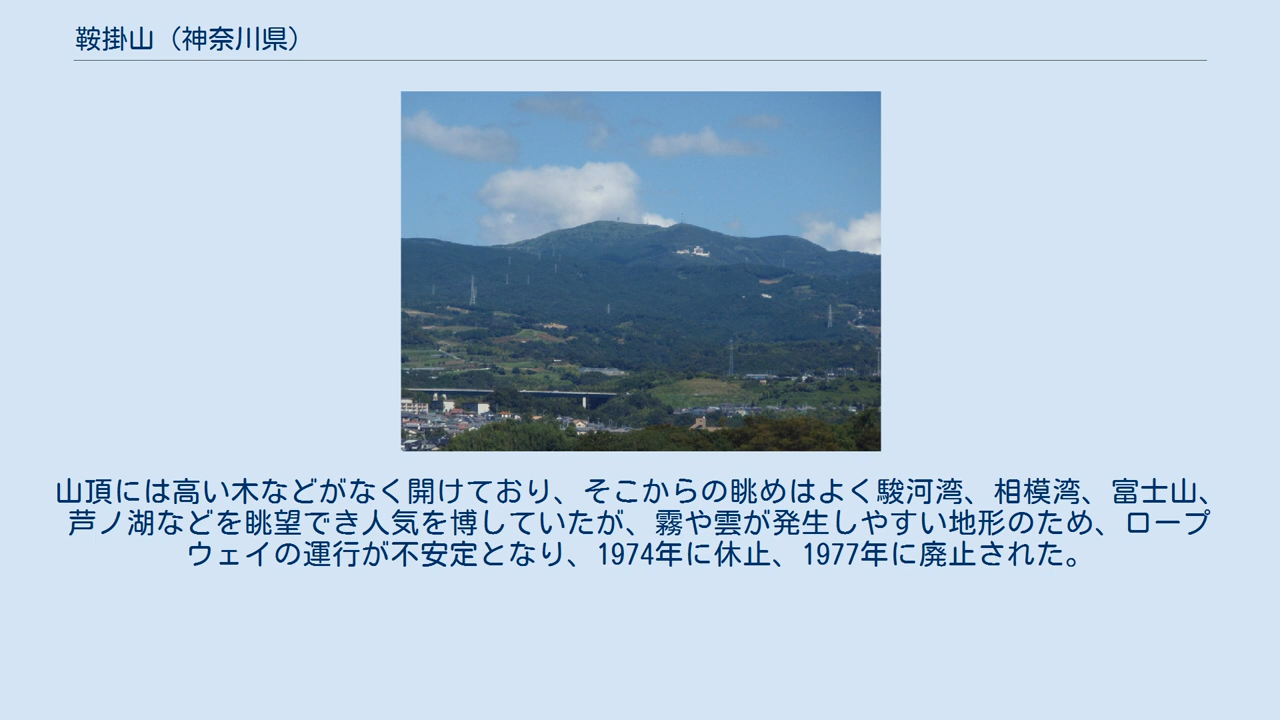 鞍掛山（神奈川県）
山頂には高い木などがなく開けており、そこからの眺めはよく駿河湾、相模湾、富士山、
芦ノ湖などを眺望でき人気を博していたが、霧や雲が発生しやすい地形のため、ロープ
ウェイの運行が不安定となり、1974年に休止、1977年に廃止された。